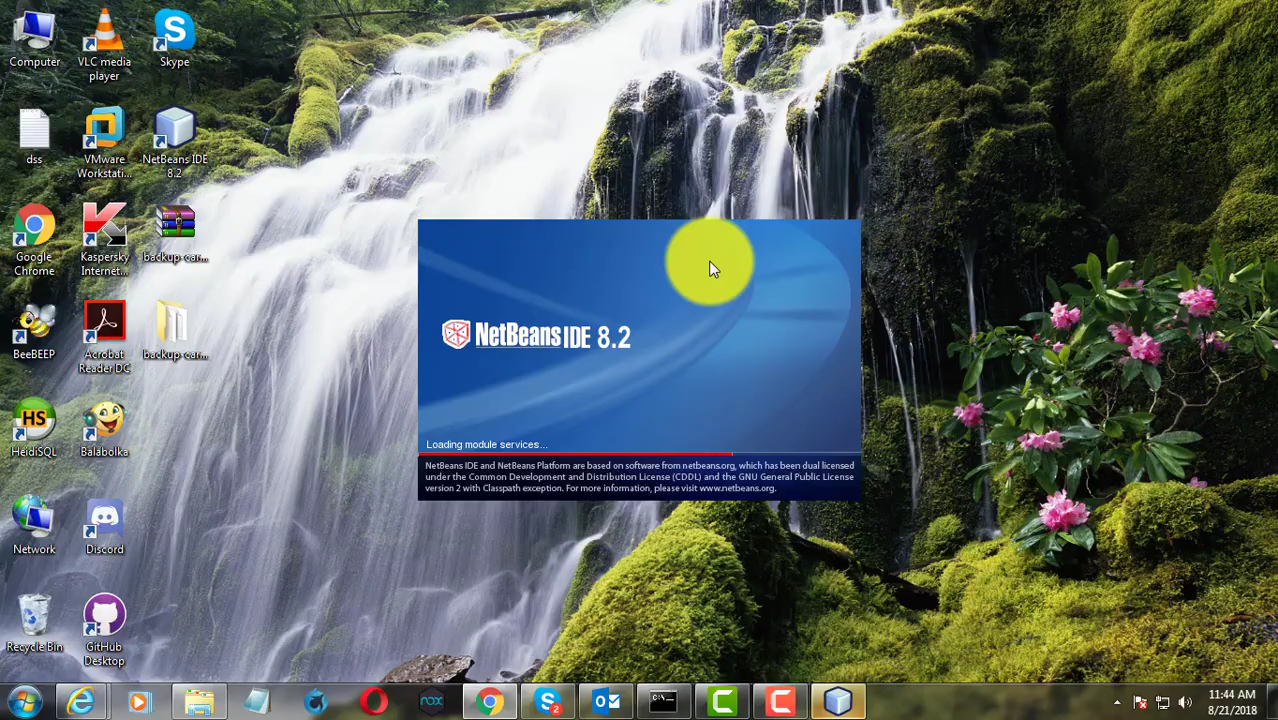 Computer
VLC media
player
Skype
dss
VMware
Workstati...
NetBeans IDE
8.2
Google
Chrome
Kaspersky
Internet...
backup-car...
BeeBEEP
Acrobat
Reader DC
backup-car...
HS
HeidiSQL
Balabolka
Network
Discord
Recycle Bin
GitHub
Desktop
NetBeans IDE 8.2
Loading module services...
NetBeans IDE and NetBeans Platform are based on software from netbeans.org, which has been dual licensed
under the Common Development and Distribution License (CDDL) and the GNU General Public License
version 2 with Classpath exception. For more information, please visit www.netbeans.org.
nox
2
C:\.
11:44 AM
8/21/2018